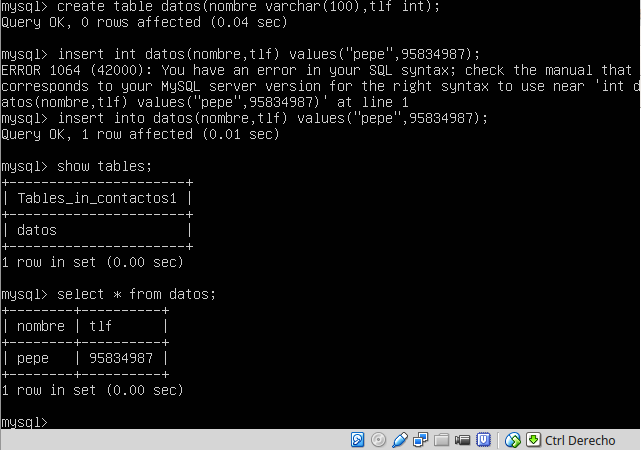 mysql> create table datos(nombre varchar(100),tlf int);
Query OK, 0 rows affected (0.04 sec)
mysql> insert int datos(nombre,tlf) values("pepe",95834987);
ERROR 1064 (42000): You have an error in your SQL syntax; check the manual that
corresponds to your MySQL server version for the right syntax to use near 'int d
atos(nombre,tlf) values("pepe",95834987)' at line 1
mysql> insert into datos(nombre,tlf) values("pepe",95834987);
Query OK, 1 row affected (0.01 sec)
mysql> show tables;
+---------------------+
| Tables_in_contactos1 |
+---------------------+
| datos |
+---------------------+
1 row in set (0.00 sec)
mysql> select * from datos;
+--------+----------+
| nombre | tlf |
+--------+----------+
| pepe | 95834987 |
+--------+----------+
1 row in set (0.00 sec)
mysql>
Ctrl Derecho